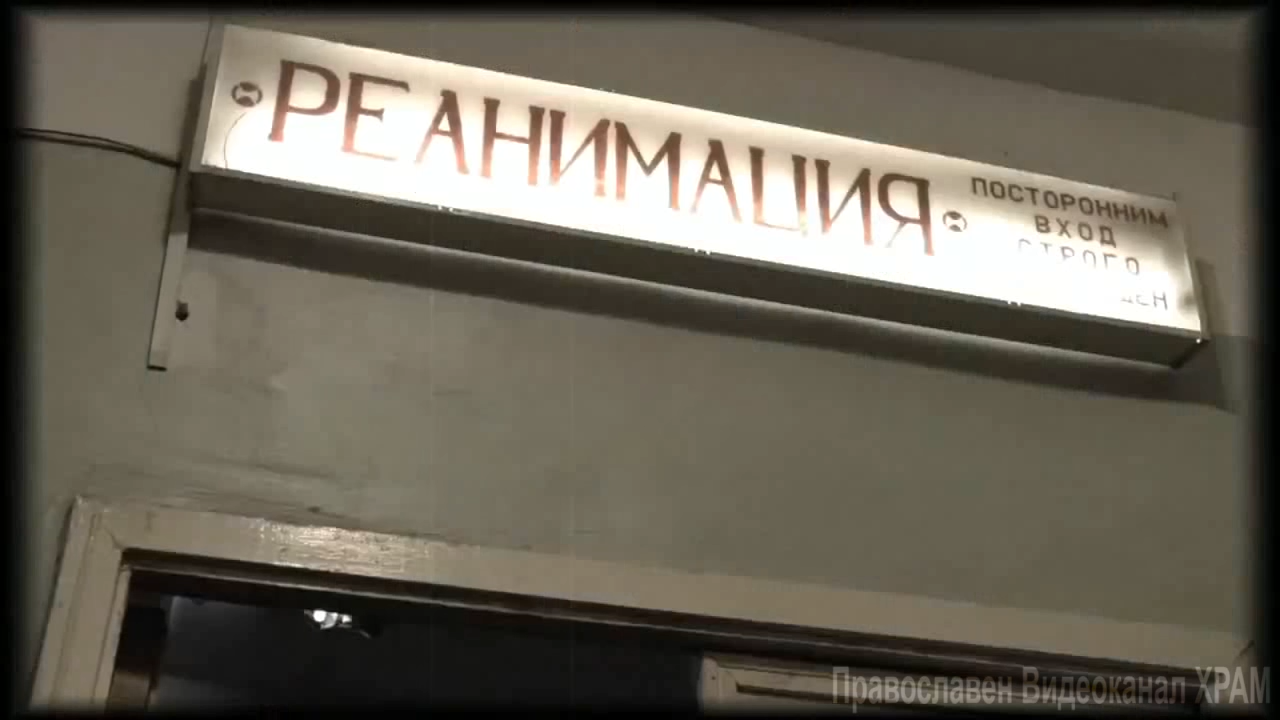 РЕАНИМАЦИЯ
ПОСТОРОННИМ
ВХОД
СТРОГО
Православен Видеоканал ХРАМ